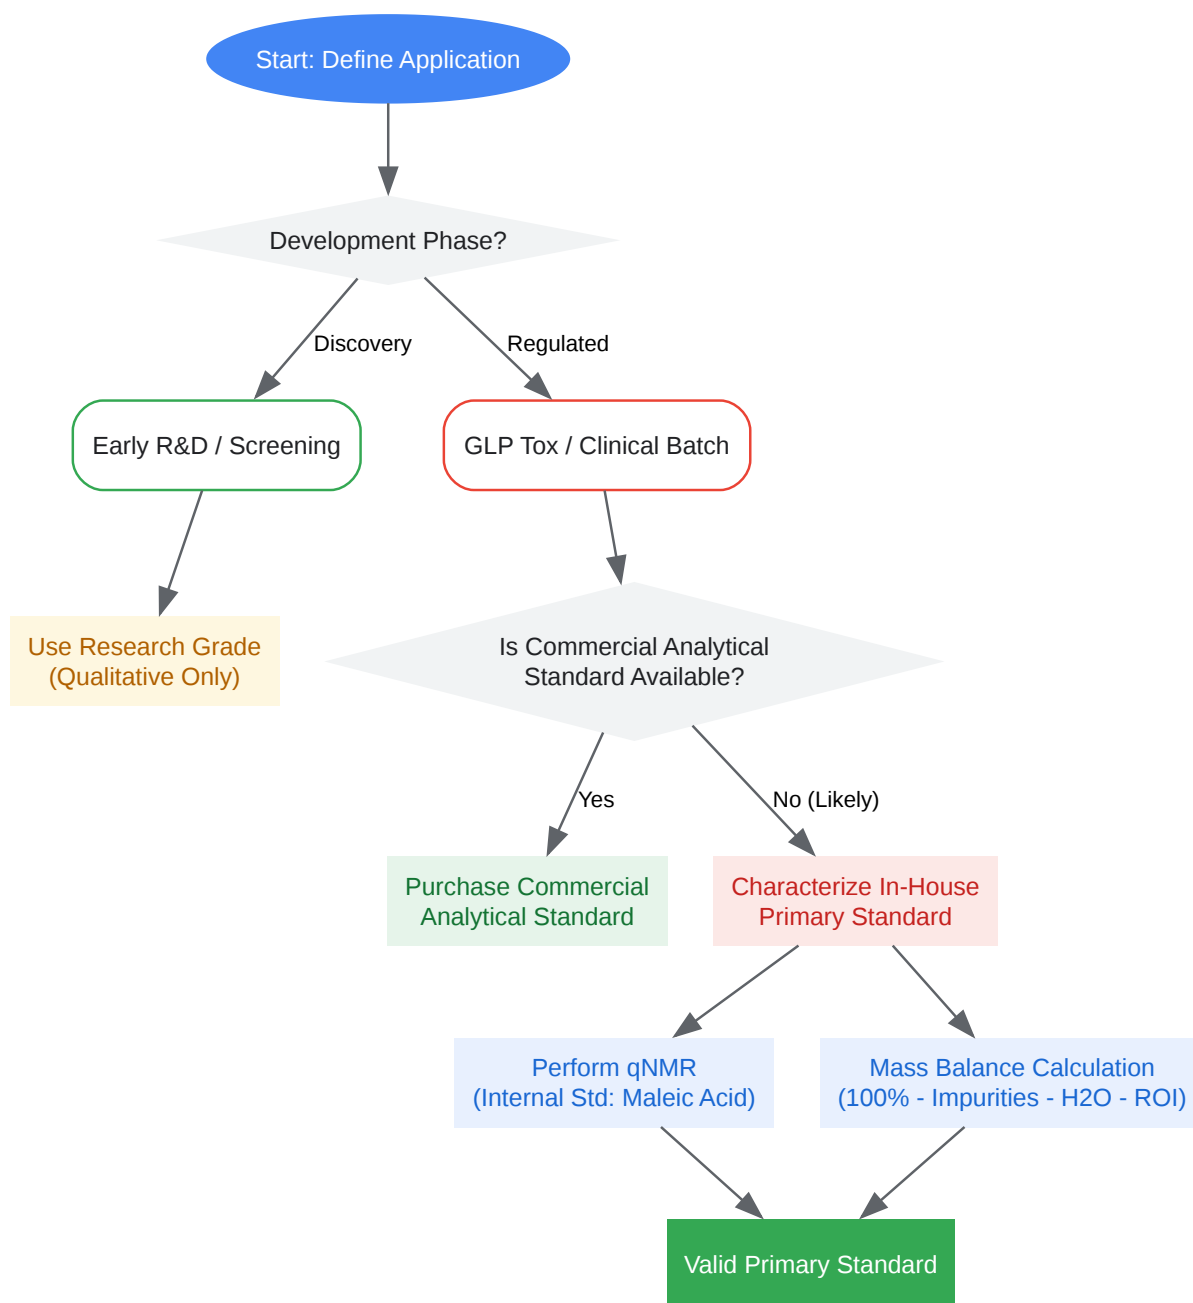 Start: Define Application
Development Phase?
Discovery
Regulated
Early R&D / Screening
GLP Tox / Clinical Batch
Use Research Grade
(Qualitative Only)
Is Commercial Analytical
Standard Available?
Yes
No (Likely)
Purchase Commercial
Analytical Standard
Characterize In-House
Primary Standard
Perform qNMR
(Internal Std: Maleic Acid)
Mass Balance Calculation
(100% - Impurities - H2O - ROI)
Valid Primary Standard